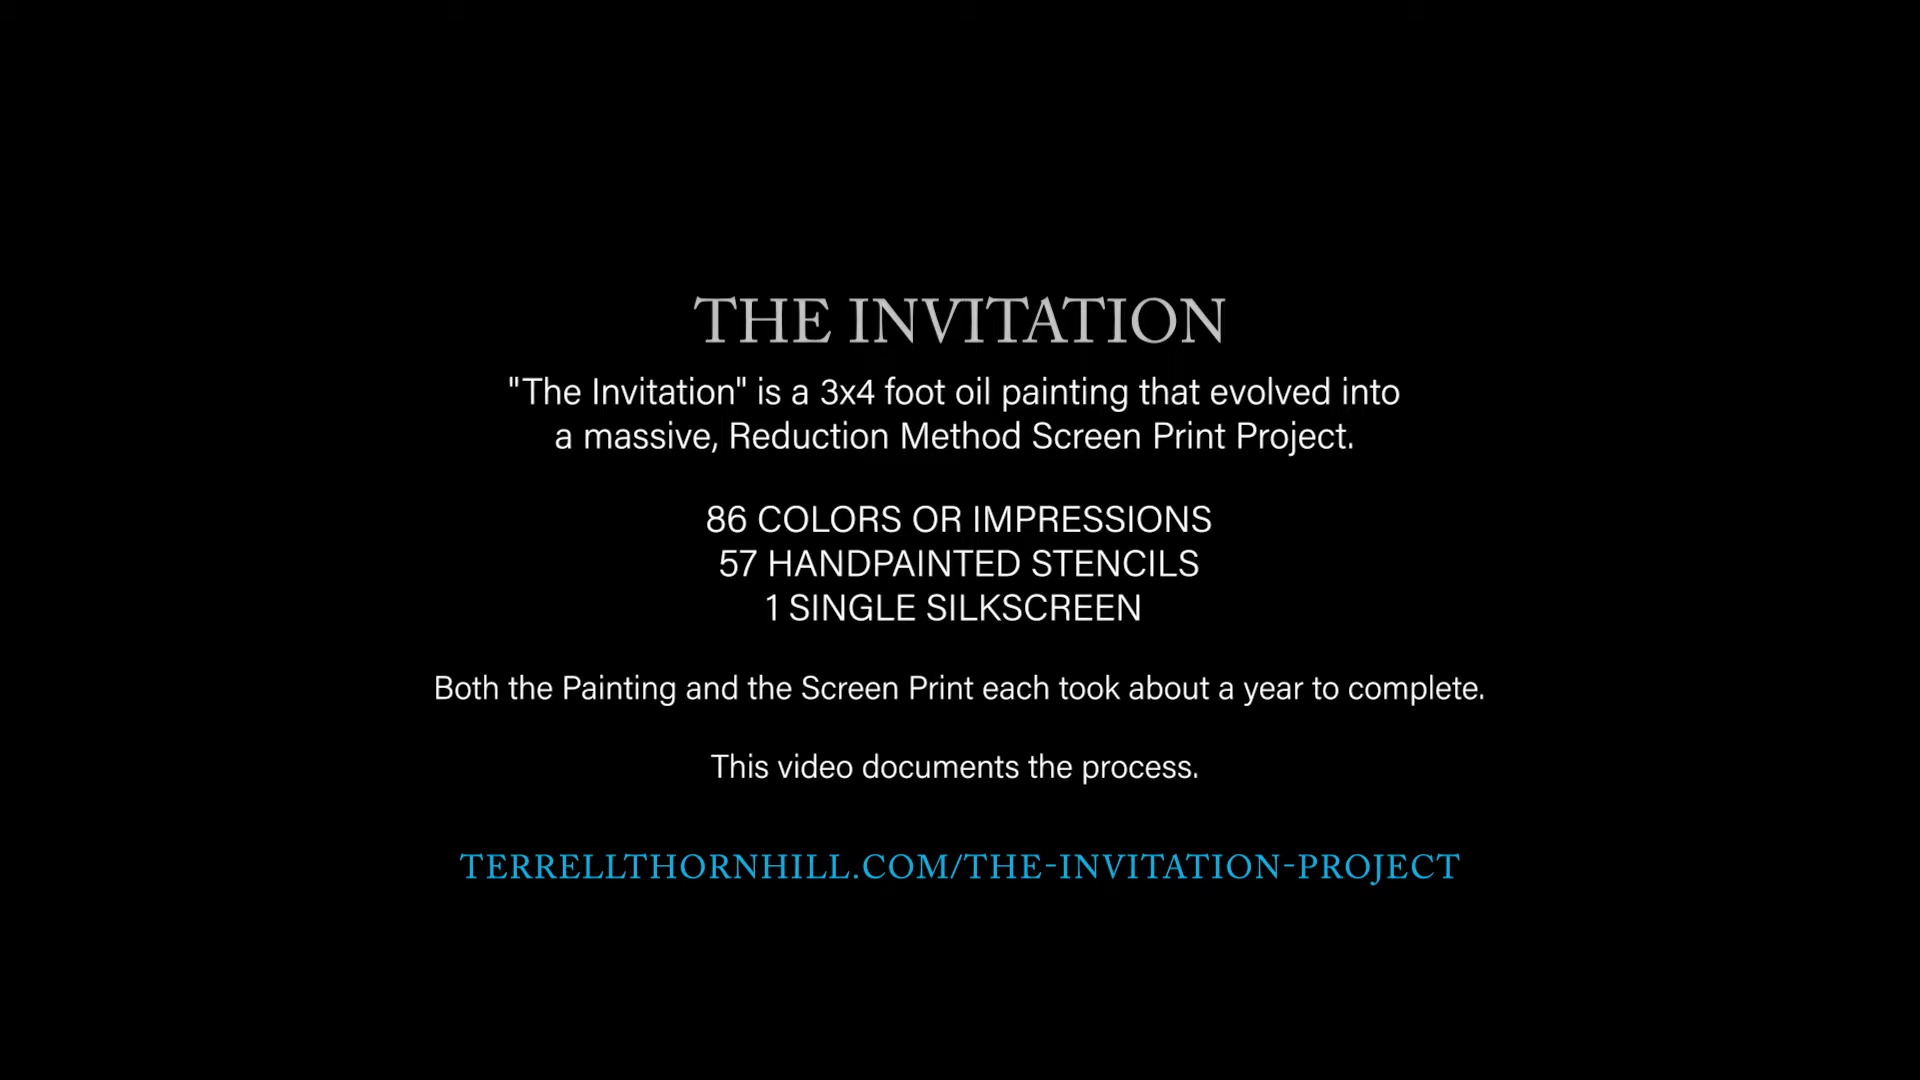 THE INVITATION
"The Invitation" is a 3x4 foot oil painting that evolved into
a massive, Reduction Method Screen Print Project.
86 COLORS OR IMPRESSIONS
57 HANDPAINTED STENCILS
1 SINGLE SILKSCREEN
Both the Painting and the Screen Print each took about a year to complete.
This video documents the process.
TERRELLTHORNHILL.COM/THE-INVITATION-PROJECT